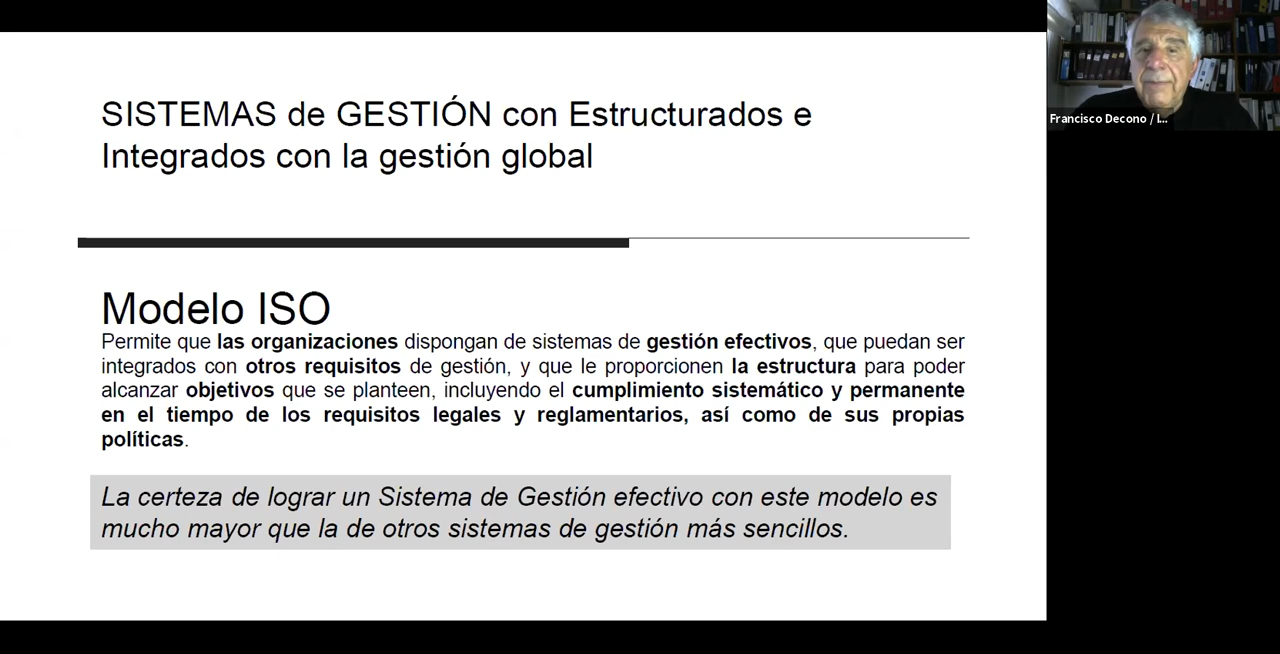 SISTEMAS de GESTIÓN con Estructurados e
Integrados con la gestión global
Modelo ISO
Permite que las organizaciones dispongan de sistemas de gestión efectivos, que puedan ser
integrados con otros requisitos de gestión, y que le proporcionen la estructura para poder
alcanzar objetivos que se planteen, incluyendo el cumplimiento sistemático y permanente
en el tiempo de los requisitos legales y reglamentarios, así como de sus propias
políticas.
La certeza de lograr un Sistema de Gestión efectivo con este modelo es
mucho mayor que la de otros sistemas de gestión más sencillos.
Francisco Decono / I...